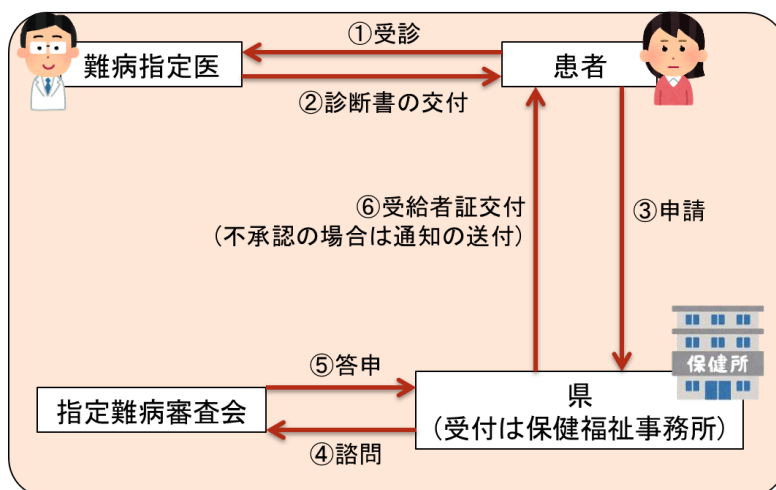 ①受診
難病指定医
患者
②診断書の交付
⑥受給者証交付
（不承認の場合は通知の送付）
③申請
保健所
⑤答申
指定難病審査会
県
（受付は保健福祉事務所）
④諮問